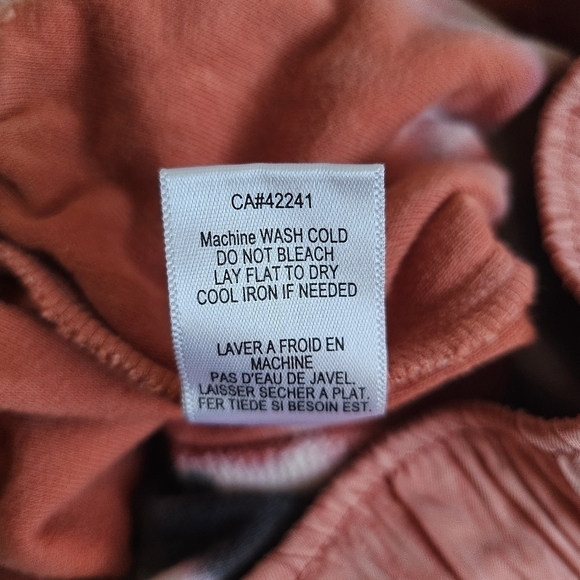 CA#42241
Machine WASH COLD
DO NOT BLEACH
LAY FLAT TO DRY
COOL IRON IF NEEDED
LAVER A FROID EN
MACHINE
PAS D'EAU DE JAVEL.
LAISSER SECHER A PLAT.
FER TIEDE SI BESOIN EST.